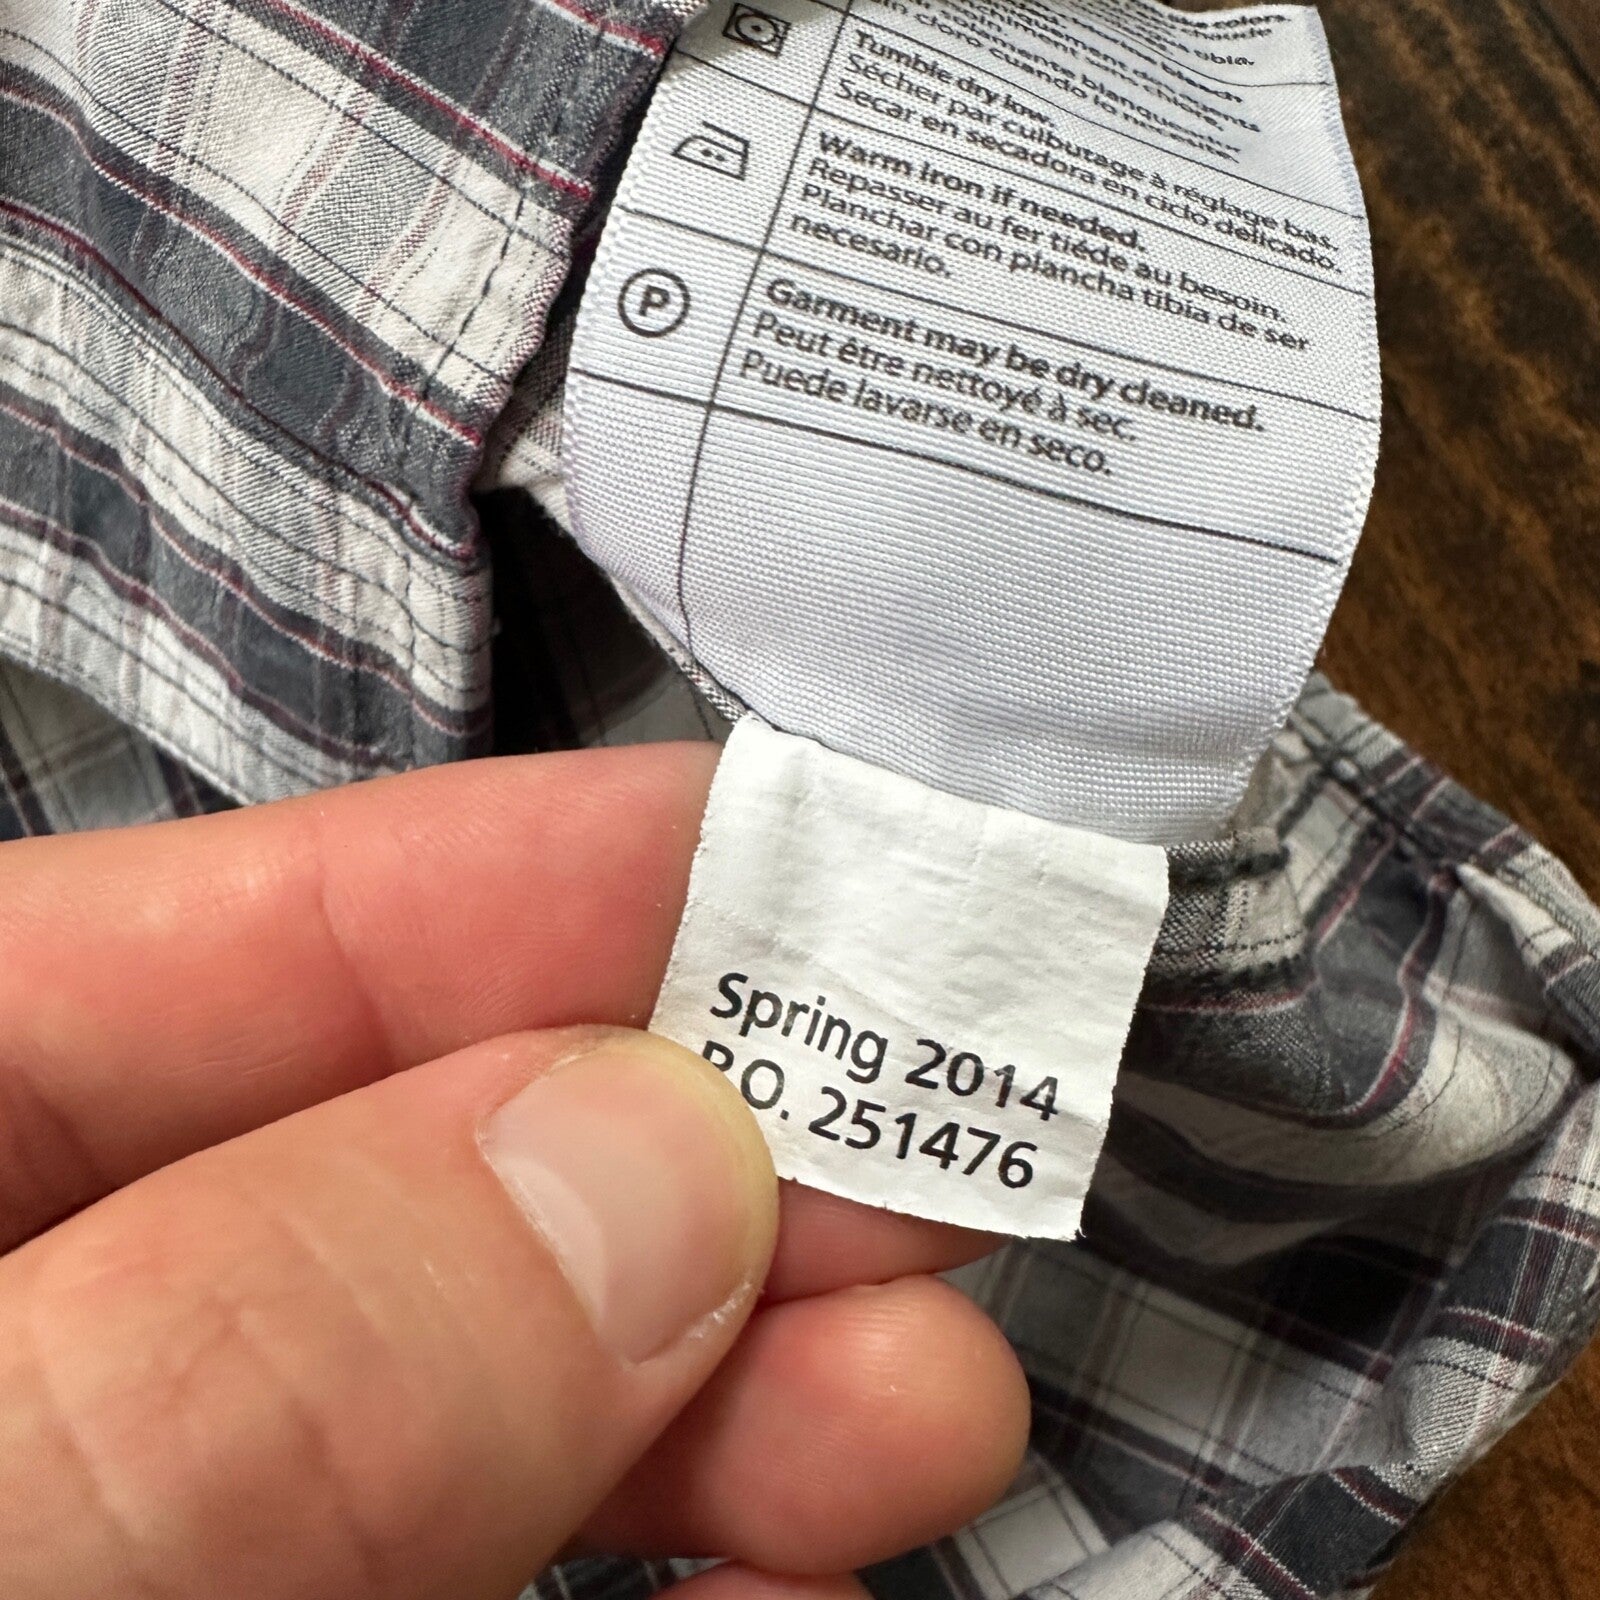 Tumble dry low.
Sécher par culbutage à réglage bas.
Secar en secadora en ciclo delicado.
Warm iron if needed.
Repasser au fer tiéde au besoin.
Planchar con plancha tibia de ser
necesario.
P
Garment may be dry cleaned.
Peut être nettoyé à sec.
Puede lavarse en seco.
Spring 2014
P.O. 251476